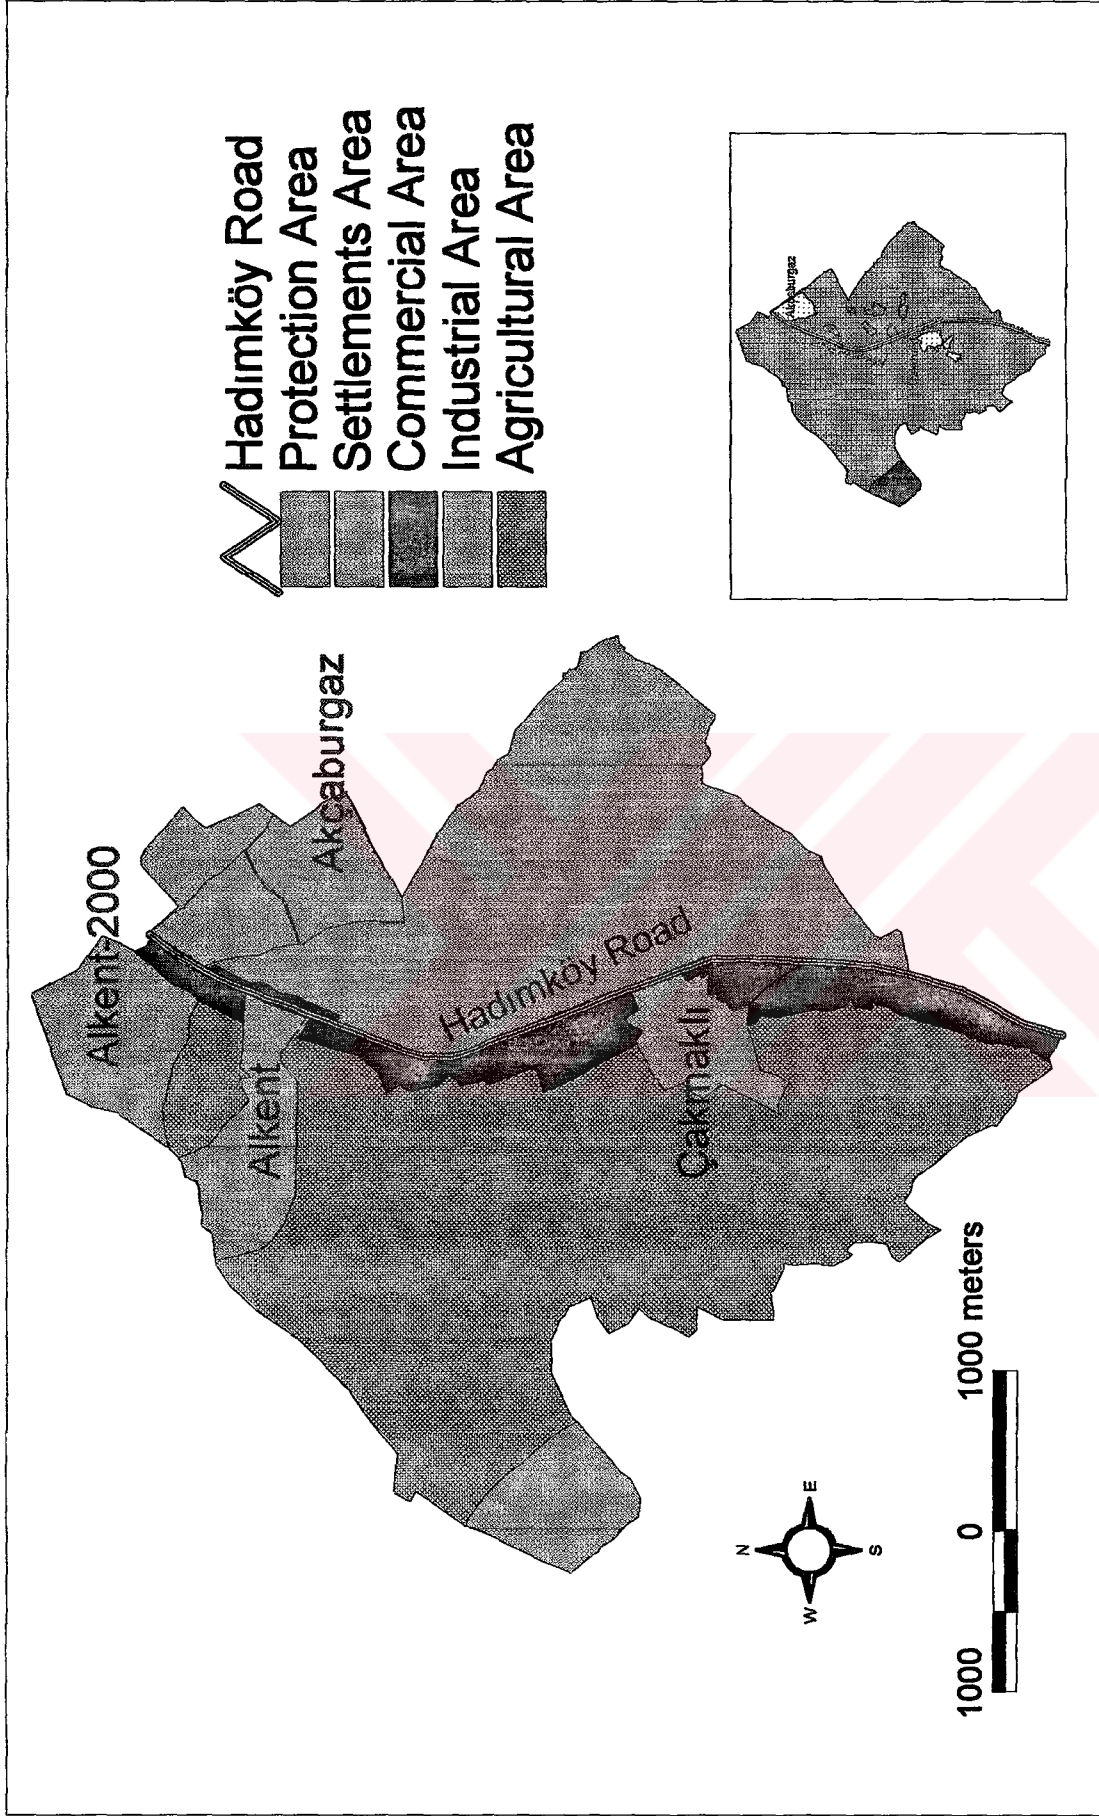 Hadımköy Road
Protection Area
Settlements Area
Commercial Area
Industrial Area
Agricultural Area
Alkent-2000
Akçaburgaz
Alkent
Hadımköy Road
Çakmaklı
Akçaburgaz
N
W
E
S
1000 0 1000 meters